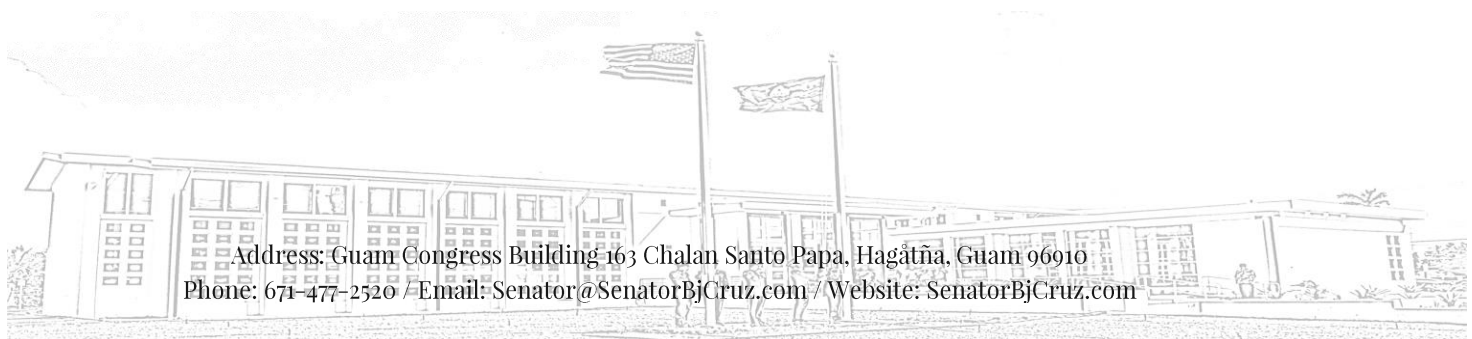 Address: Guam Congress Building 163 Chalan Santo Papa, Hagåtña, Guam 96910
Phone: 671-477-2520 / Email: Senator@SenatorBjCruz.com / Website: SenatorBjCruz.com